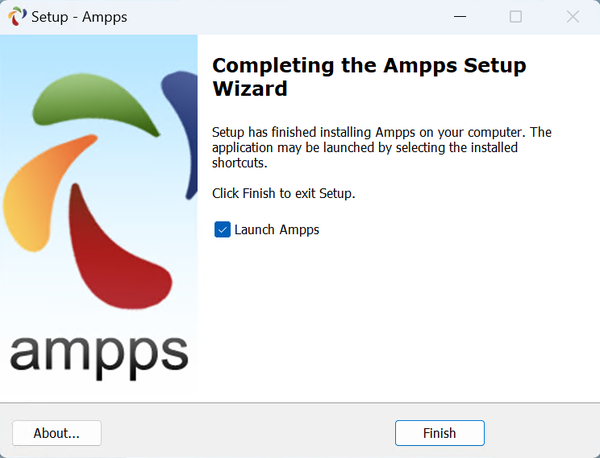 Setup - Ampps
Completing the Ampps Setup
Wizard
Setup has finished installing Ampps on your computer. The
application may be launched by selecting the installed
shortcuts.
Click Finish to exit Setup.
Launch Ampps
ampps
About...
Finish